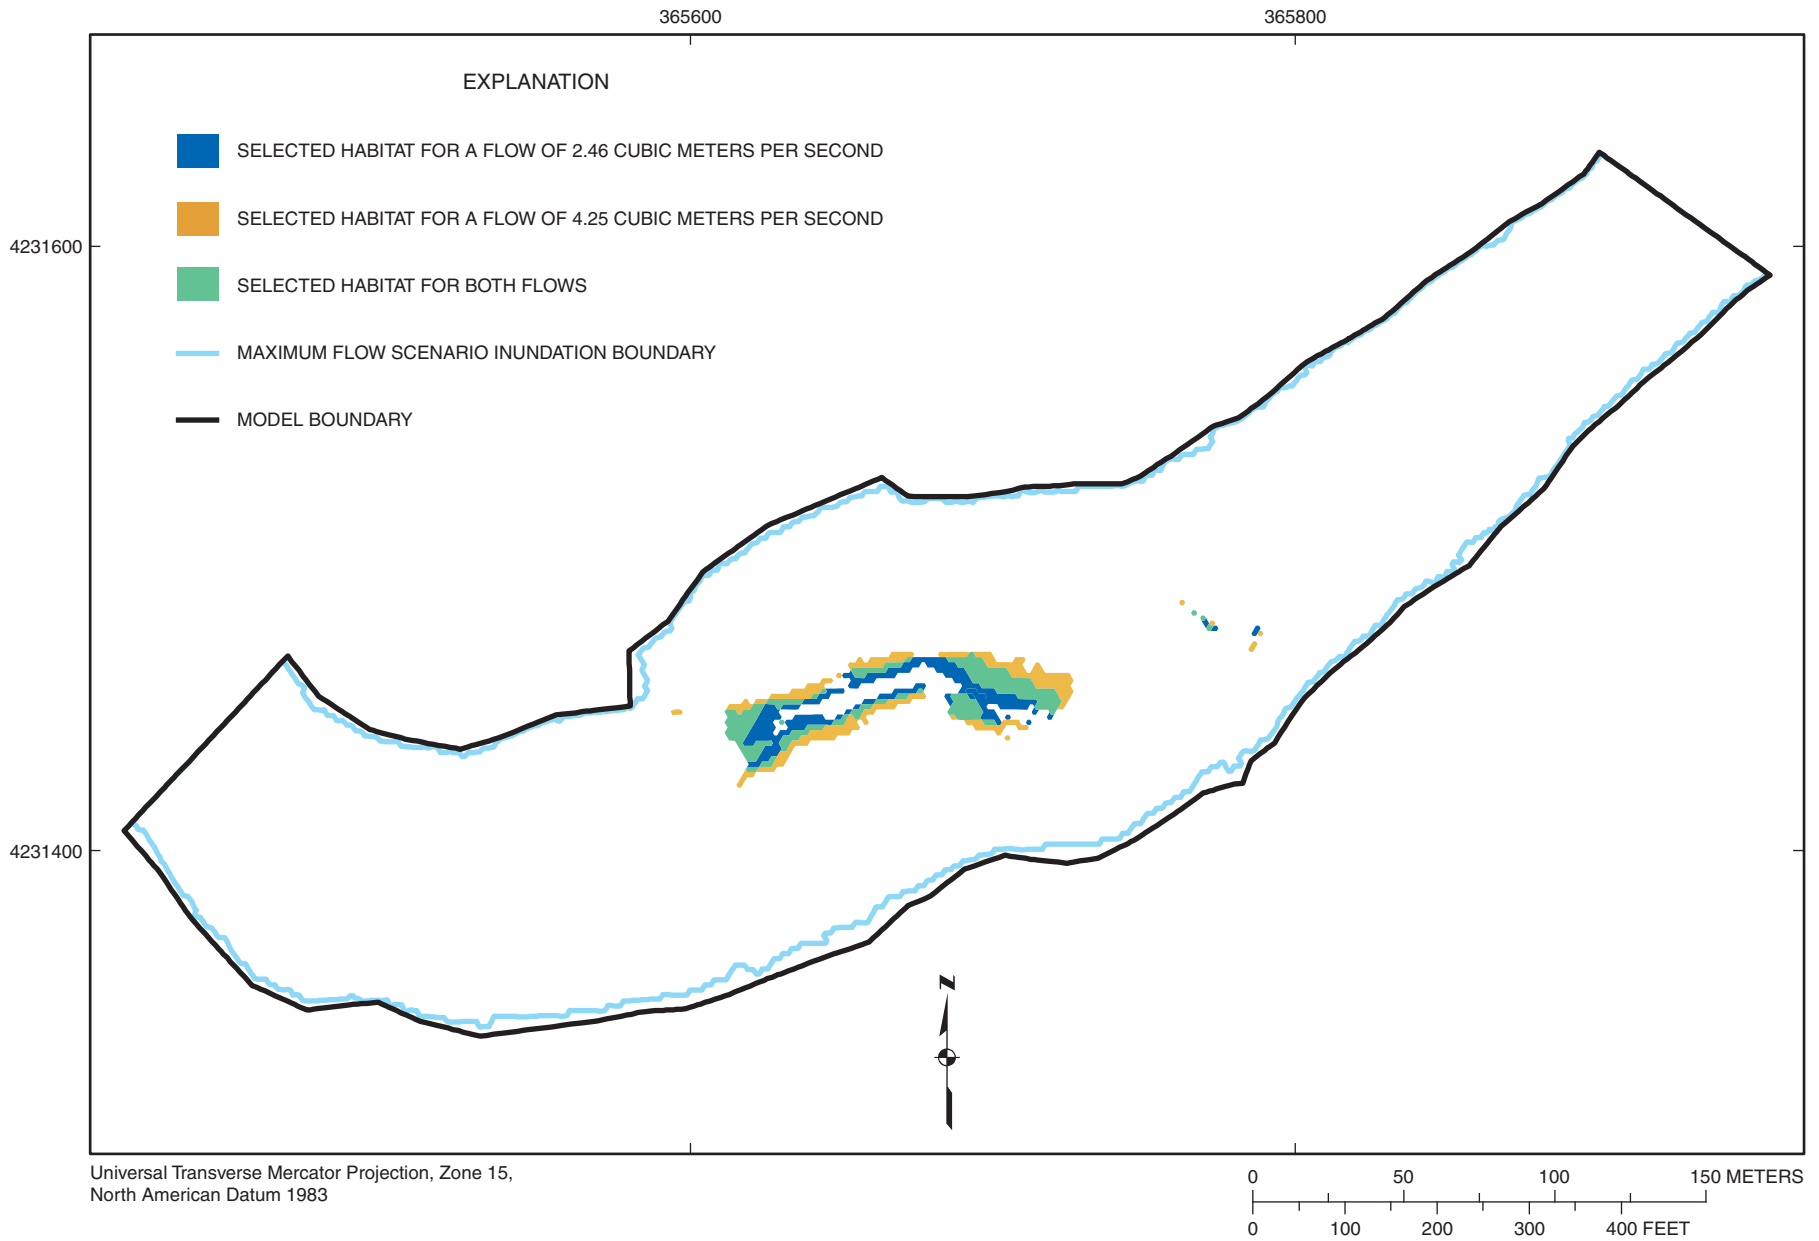 365600 365800
EXPLANATION
SELECTED HABITAT FOR A FLOW OF 2.46 CUBIC METERS PER SECOND
SELECTED HABITAT FOR A FLOW OF 4.25 CUBIC METERS PER SECOND
4231600
SELECTED HABITAT FOR BOTH FLOWS
MAXIMUM FLOW SCENARIO INUNDATION BOUNDARY
MODEL BOUNDARY
4231400
N
Universal Transverse Mercator Projection, Zone 15,
North American Datum 1983
0 50 100 150 METERS
0 100 200 300 400 FEET